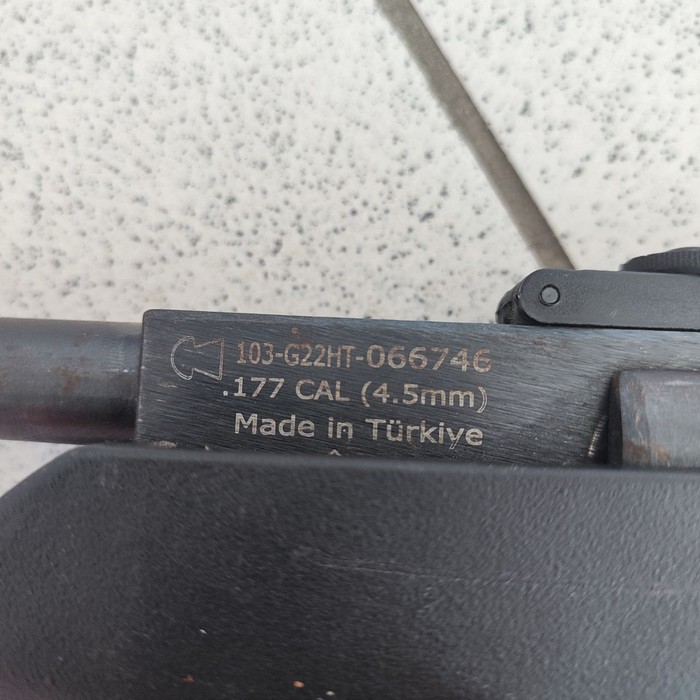 103-G22HT-066746
.177 CAL (4.5mm)
Made in Türkiye